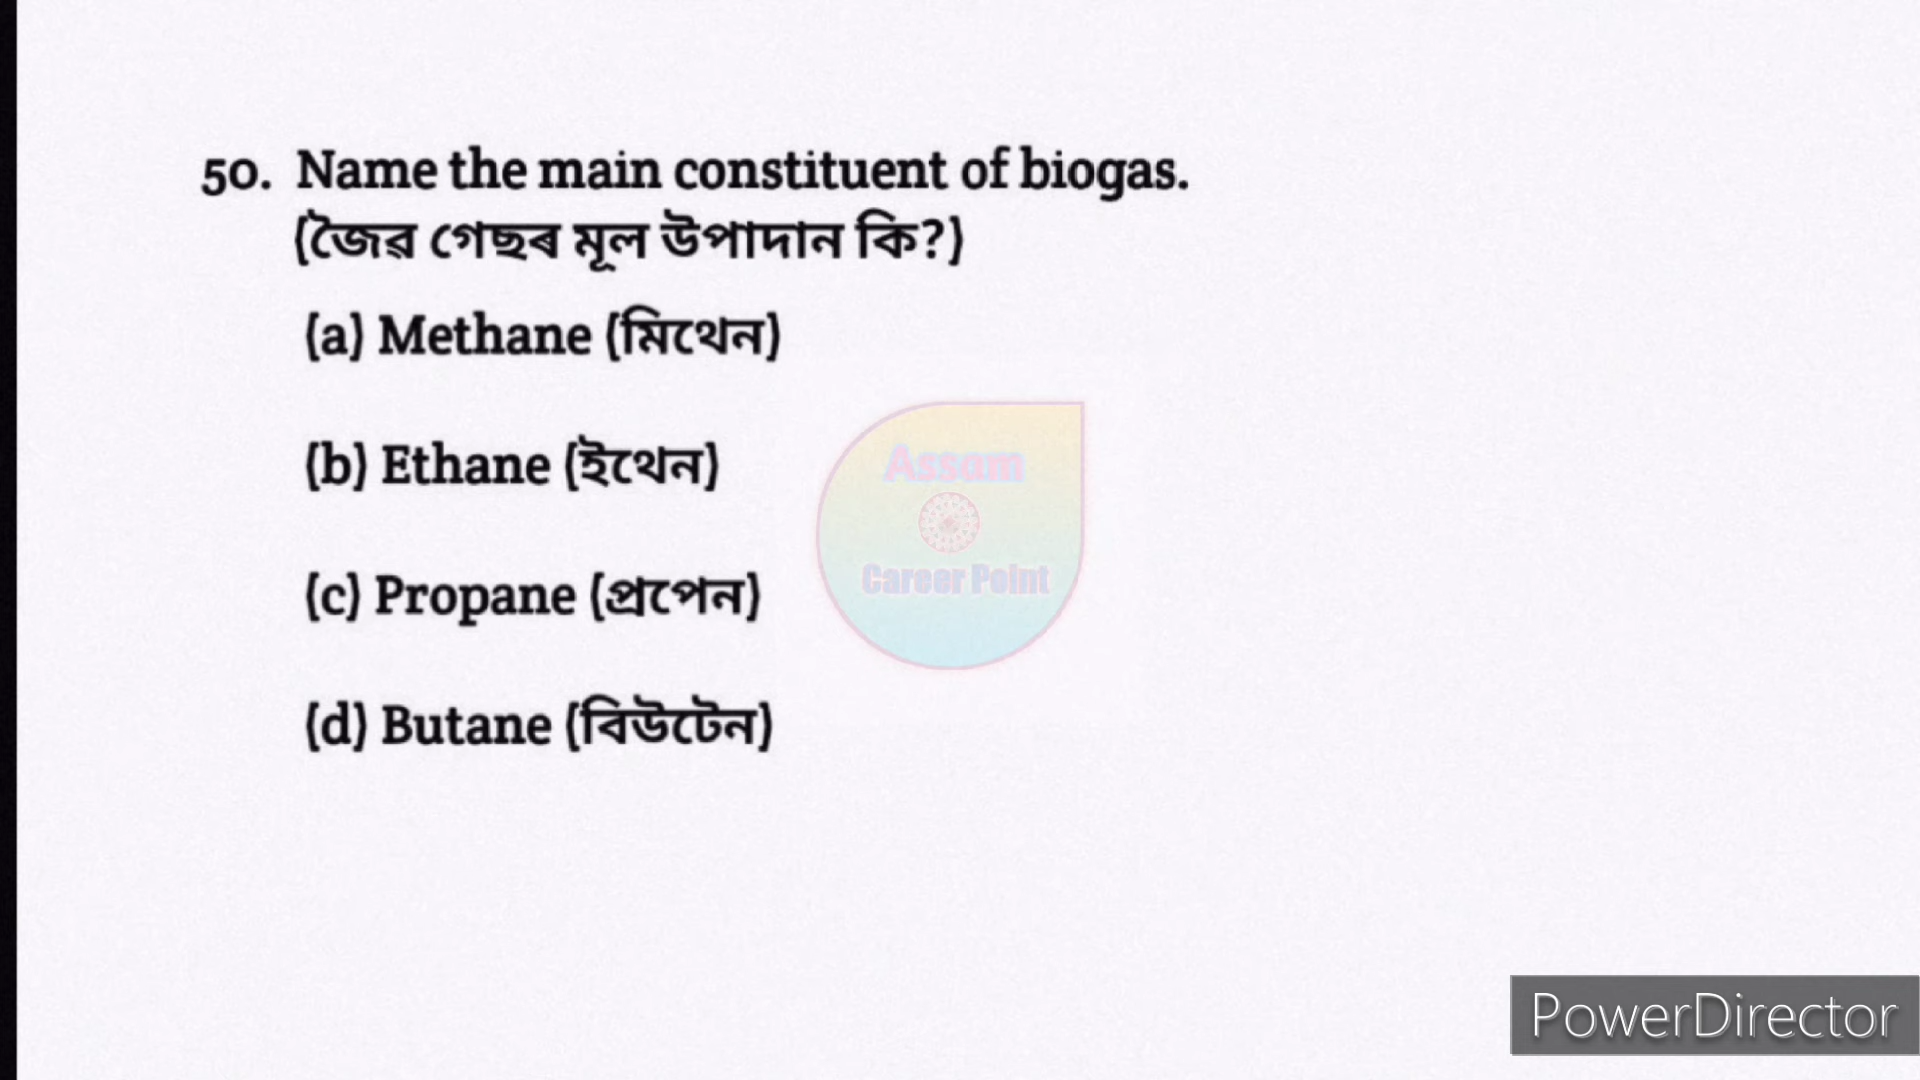 50. Name the main constituent of biogas.
(জৈৱ গেছৰ মূল উপাদান কি?)
(a) Methane (মিথেন)
(b) Ethane (ইথেন)
Assam
Career Point
(c) Propane (প্ৰপেন)
(d) Butane (বিউটেন)
PowerDirector